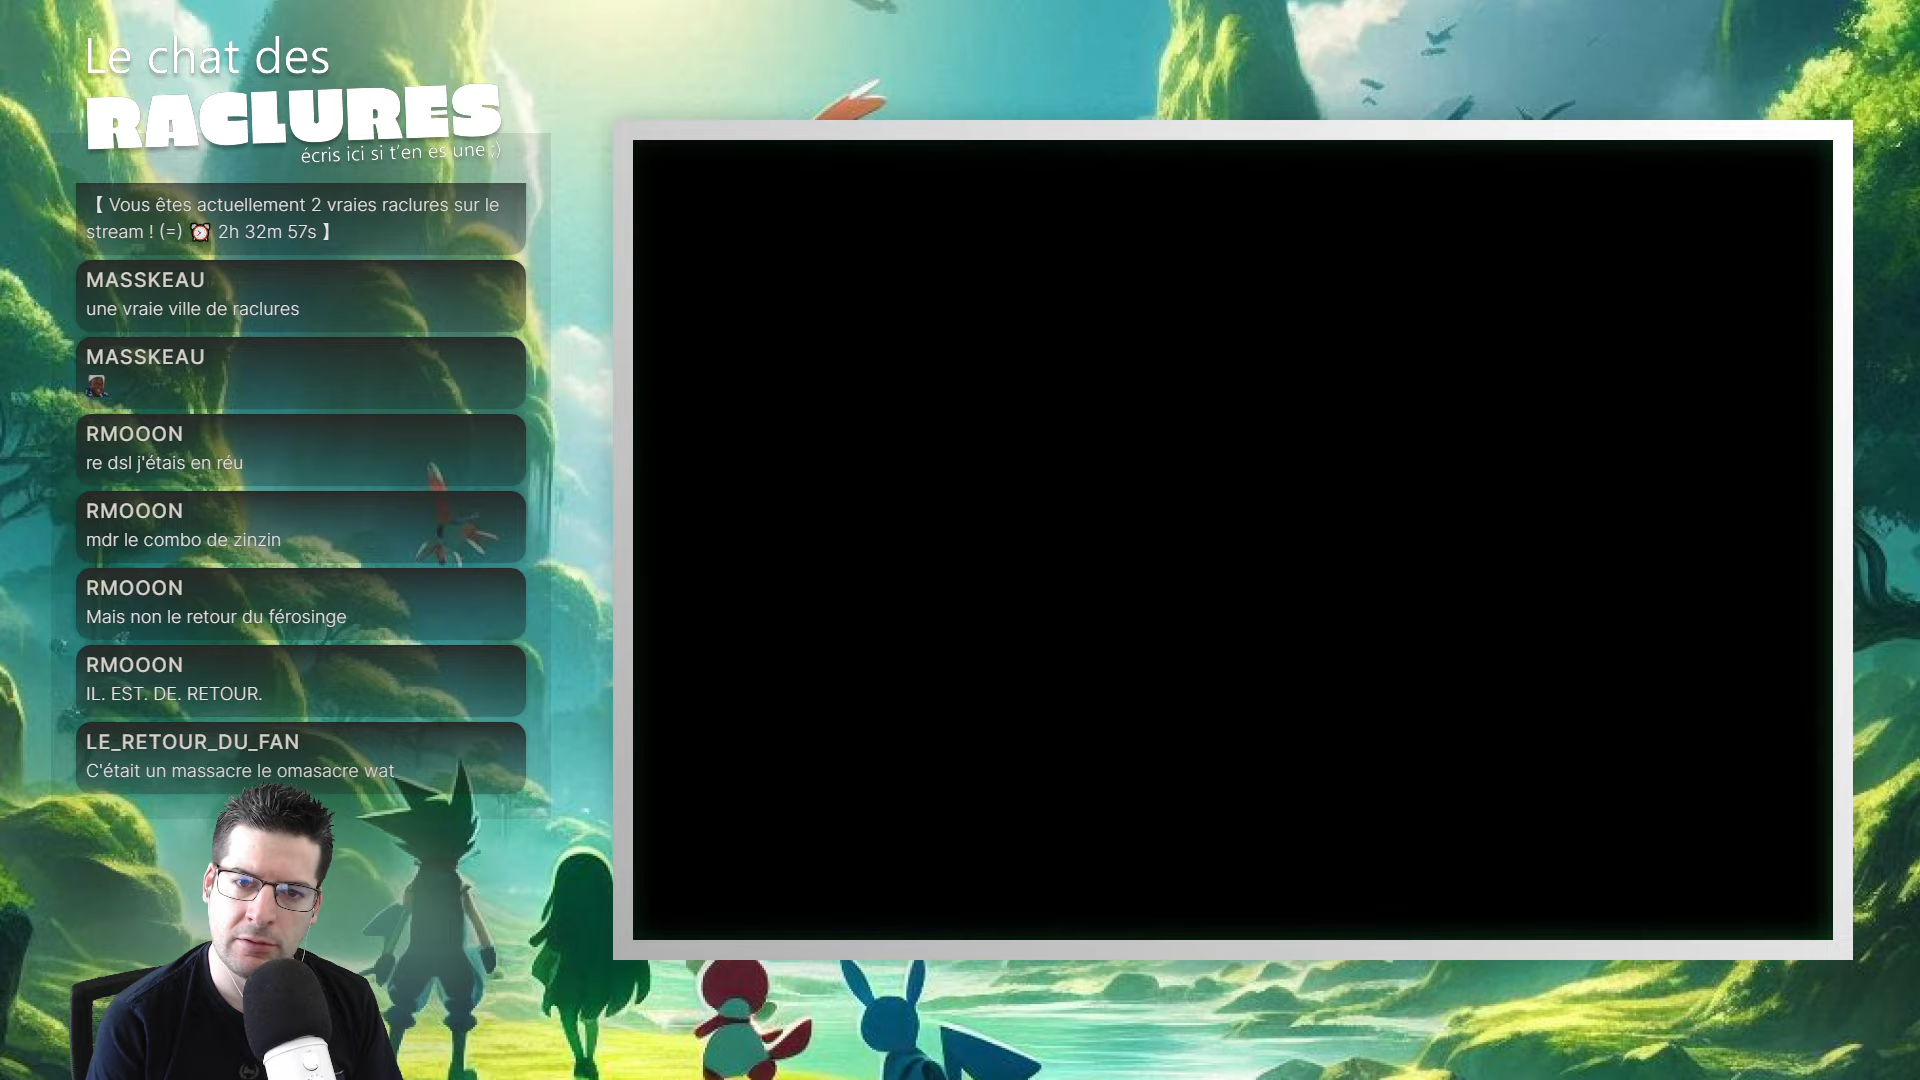 Le chat des
RACLURES
écris ici si t'en es une ;)
【 Vous êtes actuellement 2 vraies raclures sur le
stream ! (=) ⏰ 2h 32m 57s 】
MASSKEAU
une vraie ville de raclures
MASSKEAU
RMOOON
re dsl j'étais en réu
RMOOON
mdr le combo de zinzin
RMOOON
Mais non le retour du férosinge
RMOOON
IL. EST. DE. RETOUR.
LE_RETOUR_DU_FAN
C'était un massacre le omasacre wat